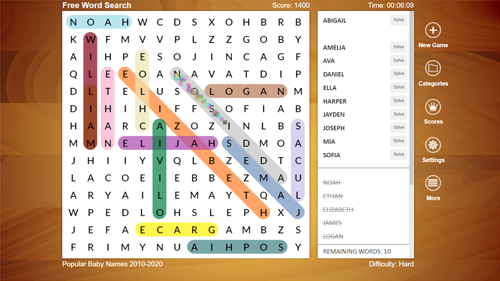 Free Word Search
Score: 1400
Time: 00:06:09
N O A H W C D S X O H B R B
K W F M V V P L Z Z G O B Y
A I H P E S O J I N C A G F
Q L L E E O A N A V A T D I P
D L T E L U S O L O G A N M
D I H I H I F F S O F I A B
H A A R C A Z O Z I N L B S
M M N E L I J A H S D M O A
J H I I Y V Q L B Z E D T C
L A C O E I E B B E Z M A U
A R Y V I L E M A Y T Q A L
W P E D L O H S L E P H X J
J E F A E C A R G A M B Z S
F R I M Y N U A I H P O S Y
ABIGAIL Solve
AMELIA Solve
AVA Solve
DANIEL Solve
ELLA Solve
HARPER Solve
JAYDEN Solve
JOSEPH Solve
MIA Solve
SOFIA Solve
NOAH
ETHAN
ELIZABETH
JAMES
LOGAN
REMAINING WORDS: 10
New Game
Categories
Scores
Settings
More
Popular Baby Names 2010-2020
Difficulty: Hard